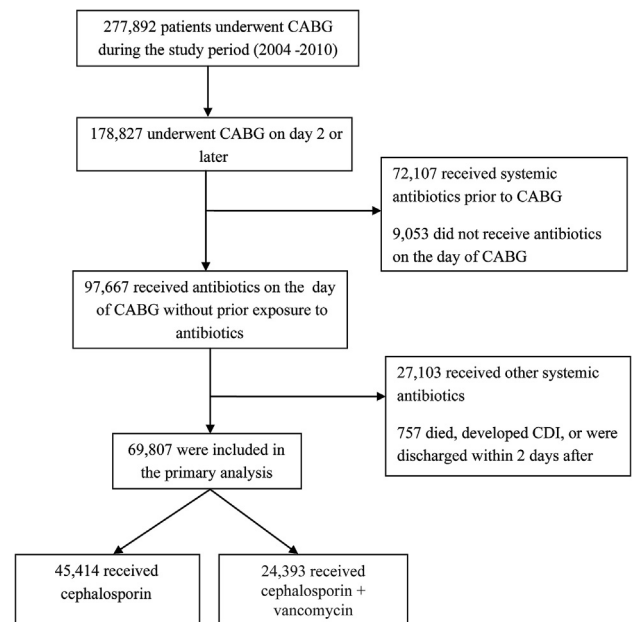 277,892 patients underwent CABG
during the study period (2004 -2010)
178,827 underwent CABG on day 2 or
later
72,107 received systemic
antibiotics prior to CABG
9,053 did not receive antibiotics
on the day of CABG
97,667 received antibiotics on the day
of CABG without prior exposure to
antibiotics
27,103 received other systemic
antibiotics
757 died, developed CDI, or were
discharged within 2 days after
69,807 were included in
the primary analysis
45,414 received
cephalosporin
24,393 received
cephalosporin +
vancomycin